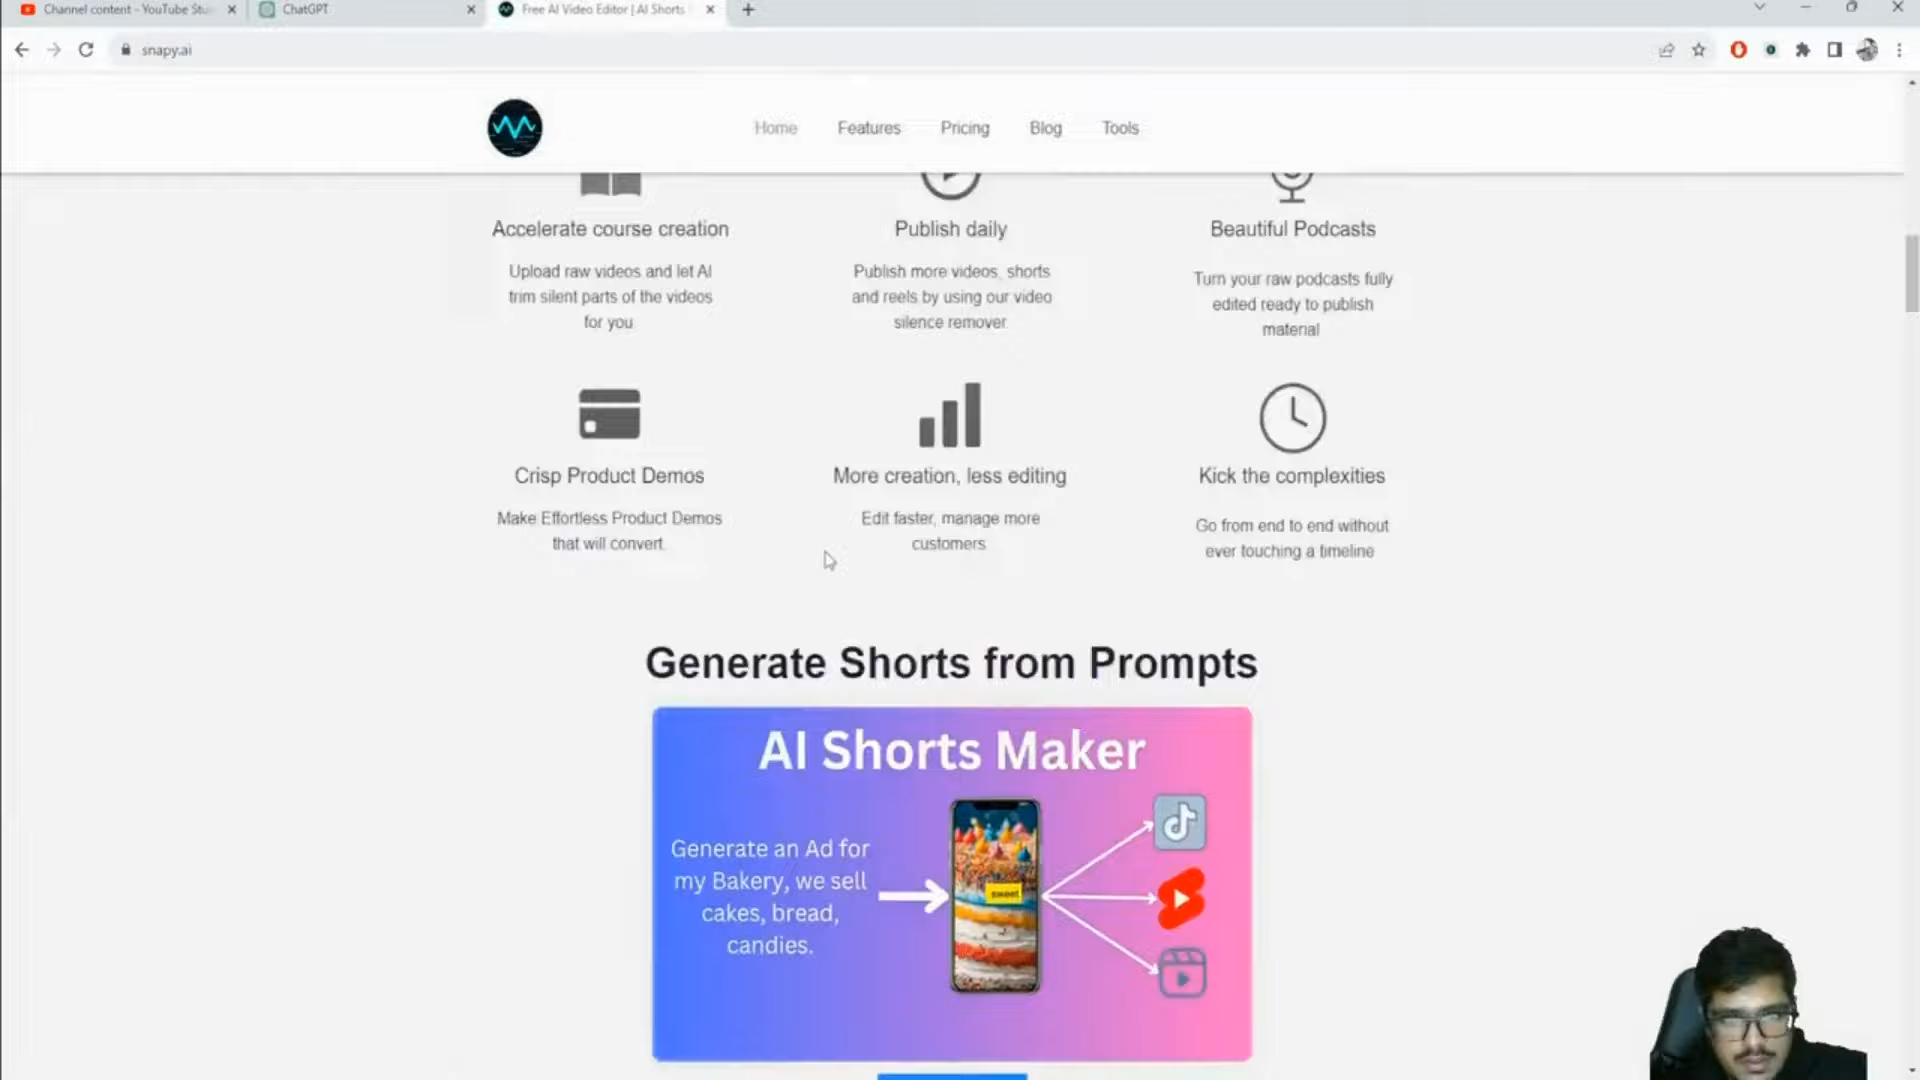 Channel content - YouTube Stu
ChatGPT
Free AI Video Editor | AI Shorts
snapy.ai
Home
Features
Pricing
Blog
Tools
Accelerate course creation
Upload raw videos and let AI
trim silent parts of the videos
for you
Publish daily
Publish more videos, shorts
and reels by using our video
silence remover
Beautiful Podcasts
Turn your raw podcasts fully
edited ready to publish
material
Crisp Product Demos
Make Effortless Product Demos
that will convert.
More creation, less editing
Edit faster, manage more
customers
Kick the complexities
Go from end to end without
ever touching a timeline
Generate Shorts from Prompts
AI Shorts Maker
Generate an Ad for
my Bakery, we sell
cakes, bread,
candies.
sweet